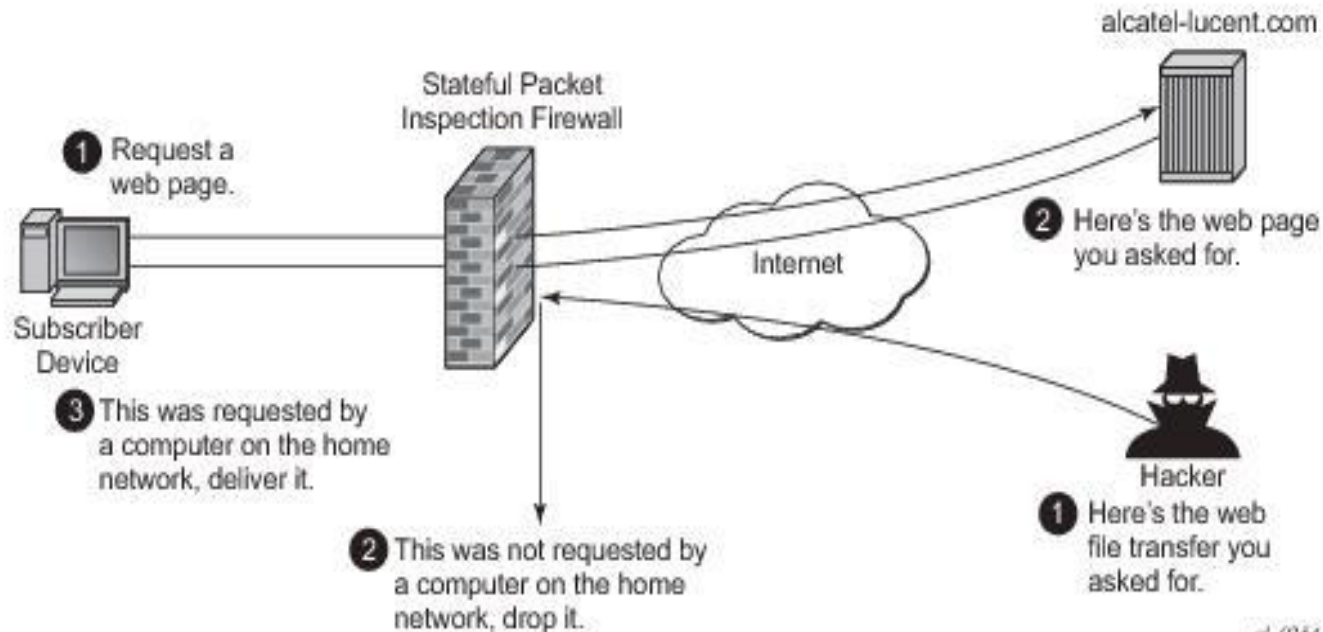 alcatel-lucent.com
Stateful Packet
Inspection Firewall
1 Request a
web page.
2 Here's the web page
you asked for.
Internet
Subscriber
Device
3 This was requested by
a computer on the home
network, deliver it.
Hacker
1 Here's the web
file transfer you
asked for.
2 This was not requested by
a computer on the home
network, drop it.